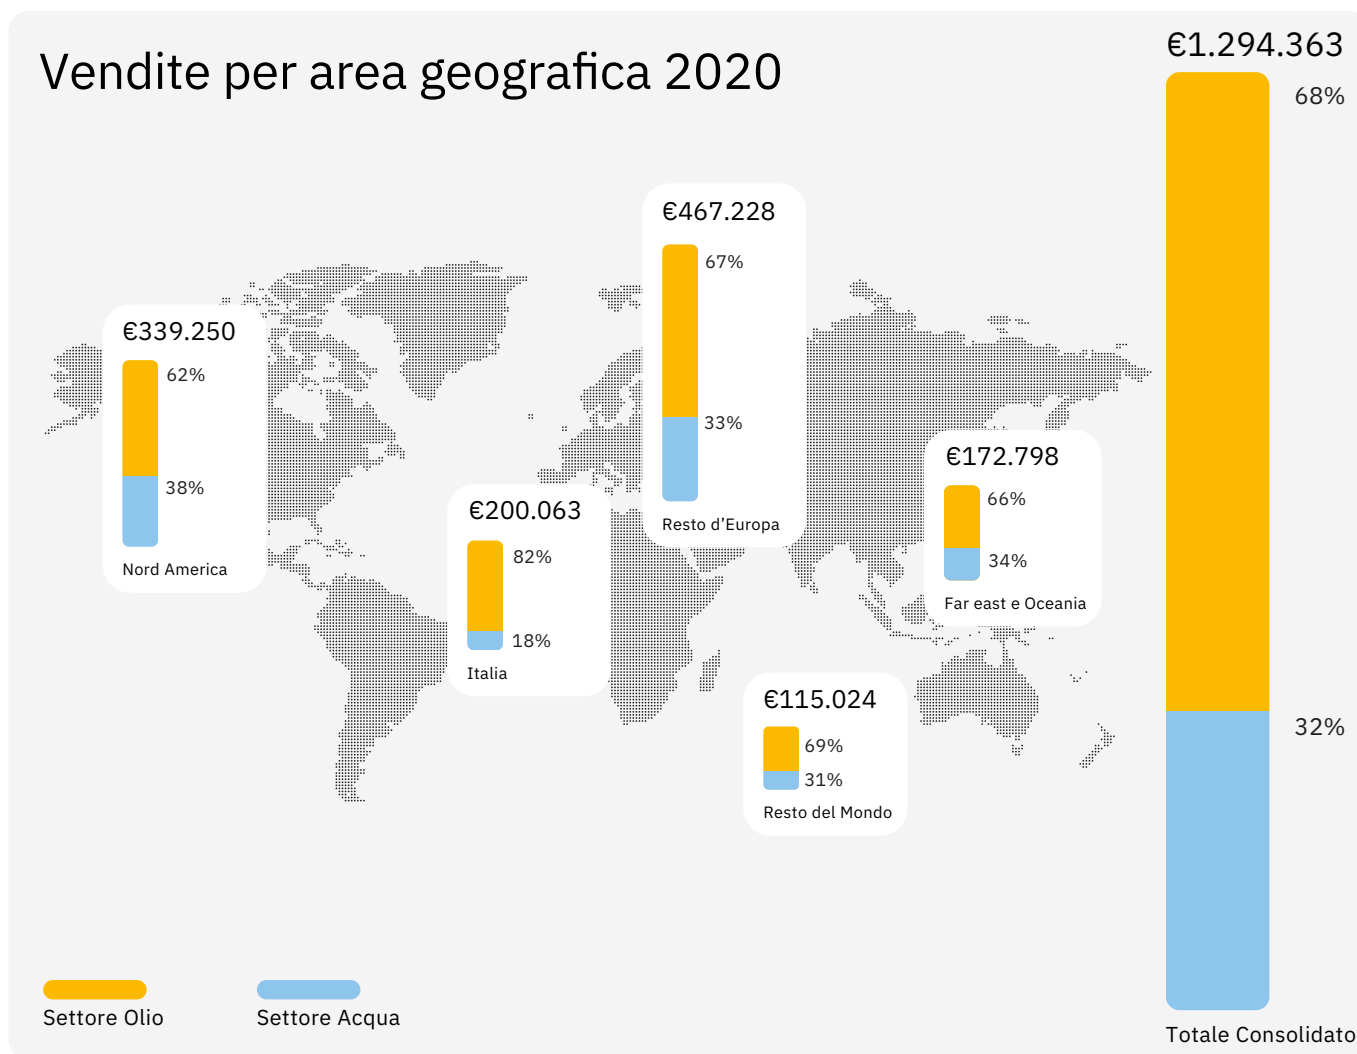 Vendite per area geografica 2020
€1.294.363
68%
32%
Totale Consolidato
€467.228
67%
33%
Resto d’Europa
€339.250
62%
38%
Nord America
€172.798
66%
34%
Far east e Oceania
€200.063
82%
18%
Italia
€115.024
69%
31%
Resto del Mondo
Settore Olio
Settore Acqua